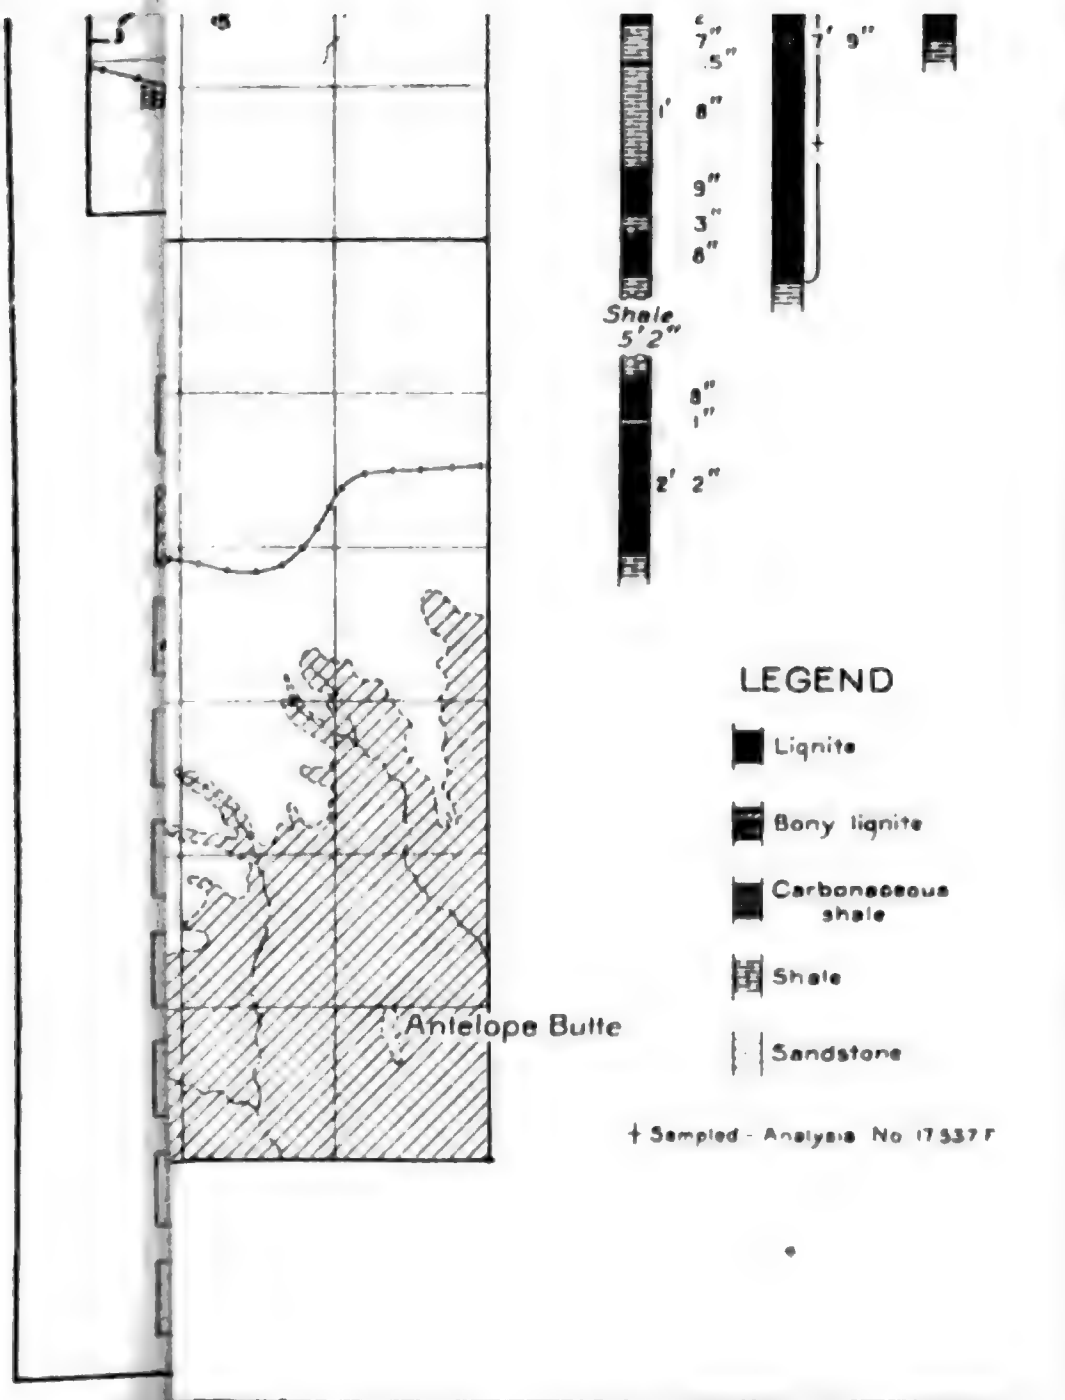 7"
7' 9"
.5"
1' 8"
9"
3"
8"
Shale
5'2"
8"
1"
2' 2"
LEGEND
Lignite
Bony lignite
Carbonaceous
shale
Shale
Antelope Butte
Sandstone
+ Sampled - Analysis No 17537F